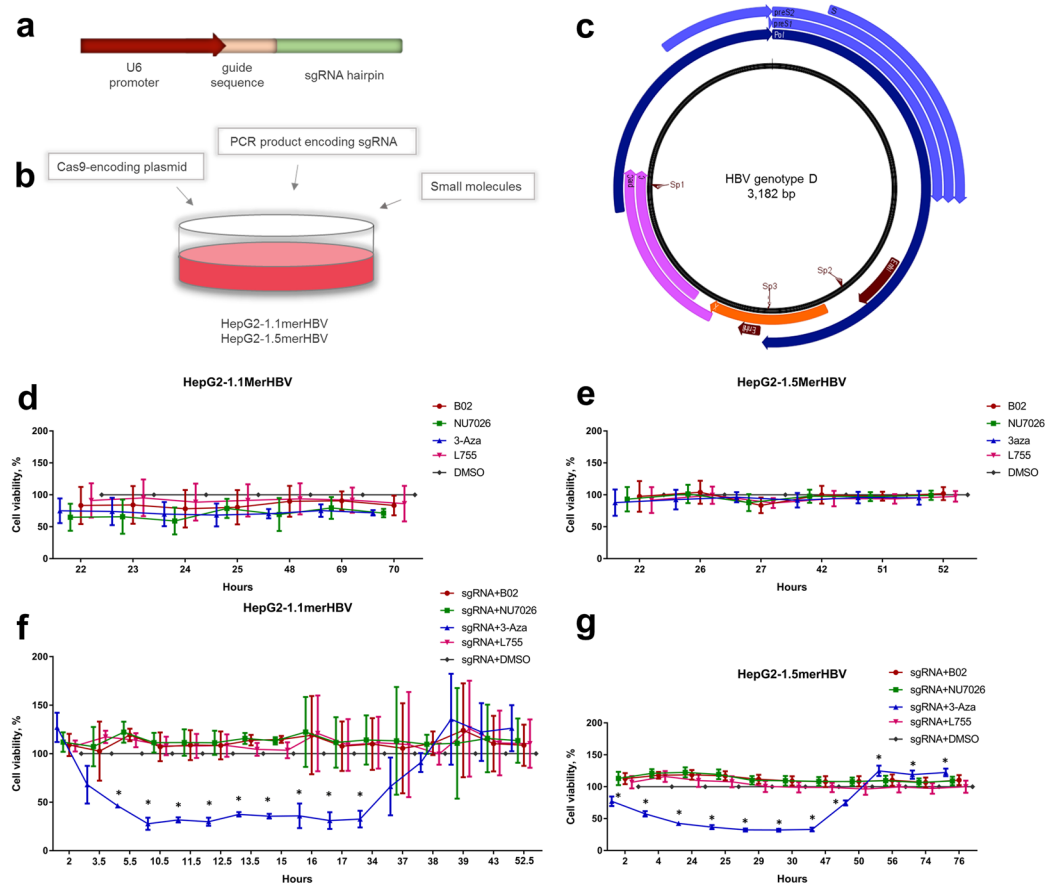 a
U6
promoter
guide
sequence
sgRNA hairpin
b
Cas9-encoding plasmid
PCR product encoding sgRNA
Small molecules
HepG2-1.1merHBV
HepG2-1.5merHBV
c
preS2
preS1
Pol
S
HBV genotype D
3,182 bp
Sp1
Sp2
Sp3
d
HepG2-1.1MerHBV
B02
NU7026
3-Aza
L755
DMSO
Cell viability, %
200
150
100
50
0
22 23 24 25 48 69 70
Hours
e
HepG2-1.5MerHBV
B02
NU7026
3aza
L755
DMSO
Cell viability, %
200
150
100
50
0
22 26 27 42 51 52
Hours
f
HepG2-1.1merHBV
sgRNA+B02
sgRNA+NU7026
sgRNA+3-Aza
sgRNA+L755
sgRNA+DMSO
Cell viability, %
200
150
100
50
0
* * * * * * * * *
2 3.5 5.5 10.5 11.5 12.5 13.5 15 16 17 34 37 38 39 43 52.5
Hours
g
HepG2-1.5merHBV
sgRNA+B02
sgRNA+NU7026
sgRNA+3-Aza
sgRNA+L755
sgRNA+DMSO
Cell viability, %
200
150
100
50
0
* * * * * * * * * * *
2 4 24 25 29 30 47 50 56 74 76
Hours